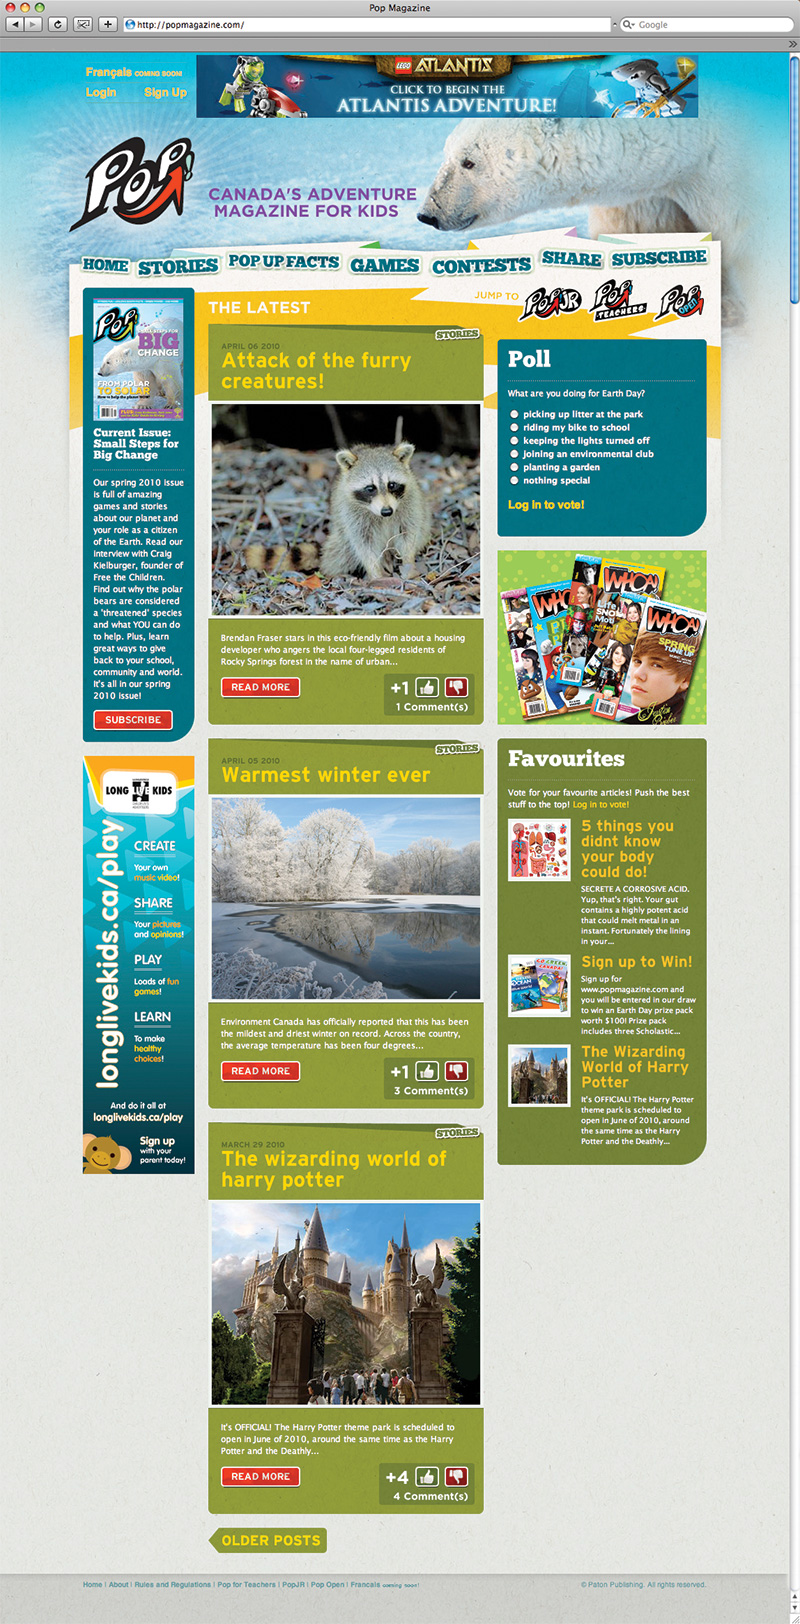 Pop Magazine
http://popmagazine.com/
Google
Français COMING SOON!
Login Sign Up
LEGO ATLANTIS
CLICK TO BEGIN THE
ATLANTIS ADVENTURE!
POP!
CANADA'S ADVENTURE
MAGAZINE FOR KIDS
HOME STORIES POP UP FACTS GAMES CONTESTS SHARE SUBSCRIBE
JUMP TO POPJR POP TEACHERS POP OPEN
POP!
SMALL STEPS FOR
BIG
CHANGE
FROM POLAR
TO SOLAR
Current Issue:
Small Steps for
Big Change
Our spring 2010 issue
is full of amazing
games and stories
about our planet and
your role as a citizen
of the Earth. Read our
interview with Craig
Kielburger, founder of
Free the Children.
Find out why the polar
bears are considered
a 'threatened' species
and what YOU can do
to help. Plus, learn
great ways to give
back to your school,
community and world.
It's all in our spring
2010 issue!
SUBSCRIBE
LONG LIVE KIDS
longlivekids.ca/play
CREATE
Your own
music video!
SHARE
Your pictures
and opinions!
PLAY
Loads of fun
games!
LEARN
To make
healthy
choices!
And do it all at
longlivekids.ca/play
Sign up
with your
parent today!
THE LATEST
STORIES
APRIL 06 2010
Attack of the furry
creatures!
Brendan Fraser stars in this eco-friendly film about a housing
developer who angers the local four-legged residents of
Rocky Springs forest in the name of urban...
READ MORE
+1
1 Comment(s)
STORIES
APRIL 05 2010
Warmest winter ever
Environment Canada has officially reported that this has been
the mildest and driest winter on record. Across the country,
the average temperature has been four degrees...
READ MORE
+1
3 Comment(s)
STORIES
MARCH 29 2010
The wizarding world of
harry potter
It's OFFICIAL! The Harry Potter theme park is scheduled to
open in June of 2010, around the same time as the Harry
Potter and the Deathly...
READ MORE
+4
4 Comment(s)
OLDER POSTS
Poll
What are you doing for Earth Day?
picking up litter at the park
riding my bike to school
keeping the lights turned off
joining an environmental club
planting a garden
nothing special
Log in to vote!
WHOA!
SPRING
TUNE UP
Justin
Bieber
Favourites
Vote for your favourite articles! Push the best
stuff to the top! Log in to vote!
5 things you
didnt know
your body
could do!
SECRETE A CORROSIVE ACID.
Yup, that's right. Your gut
contains a highly potent acid
that could melt metal in an
instant. Fortunately the lining
in your...
Sign up to Win!
Sign up for
www.popmagazine.com and
you will be entered in our draw
to win an Earth Day prize pack
worth $100! Prize pack
includes three Scholastic...
The Wizarding
World of Harry
Potter
It's OFFICIAL! The Harry Potter
theme park is scheduled to
open in June of 2010, around
the same time as the Harry
Potter and the Deathly...
Home | About | Rules and Regulations | Pop for Teachers | PopJR | Pop Open | Francais coming soon!
© Paton Publishing. All rights reserved.